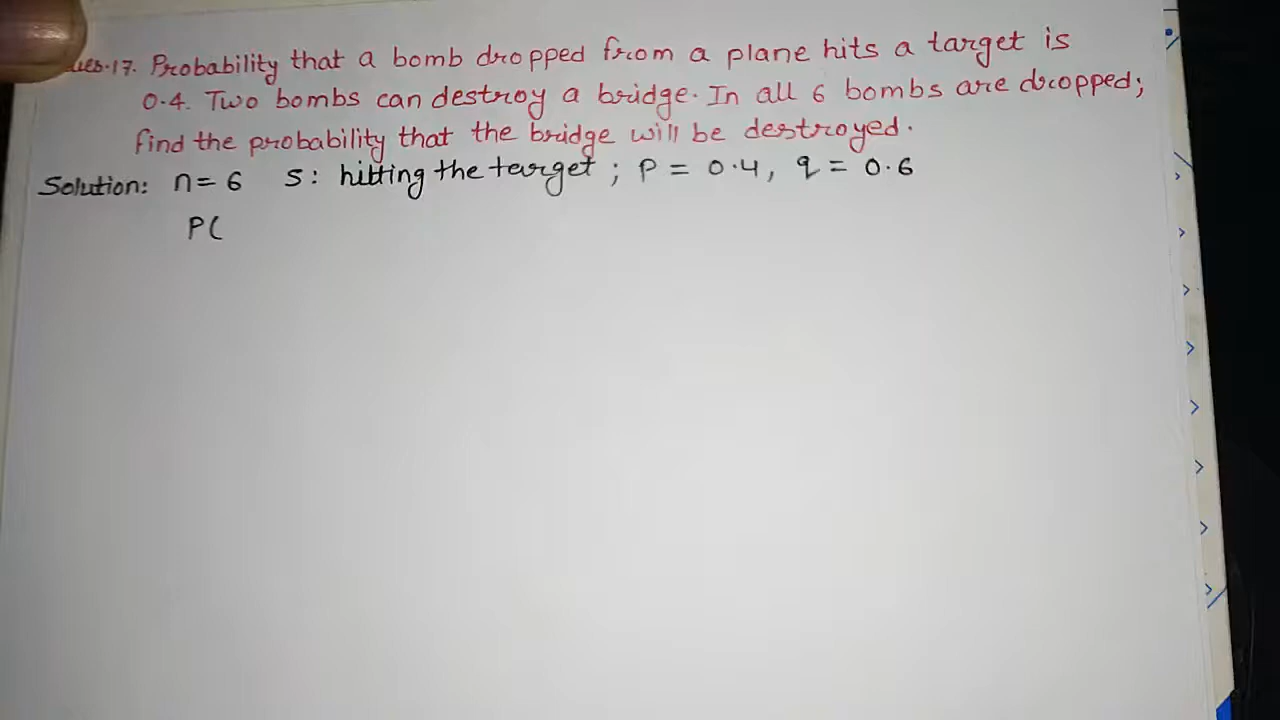 ues.17. Probability that a bomb dropped from a plane hits a target is
0.4. Two bombs can destroy a bridge. In all 6 bombs are dropped;
find the probability that the bridge will be destroyed.
Solution: n = 6 S: hitting the target ; p = 0.4, q = 0.6
P(